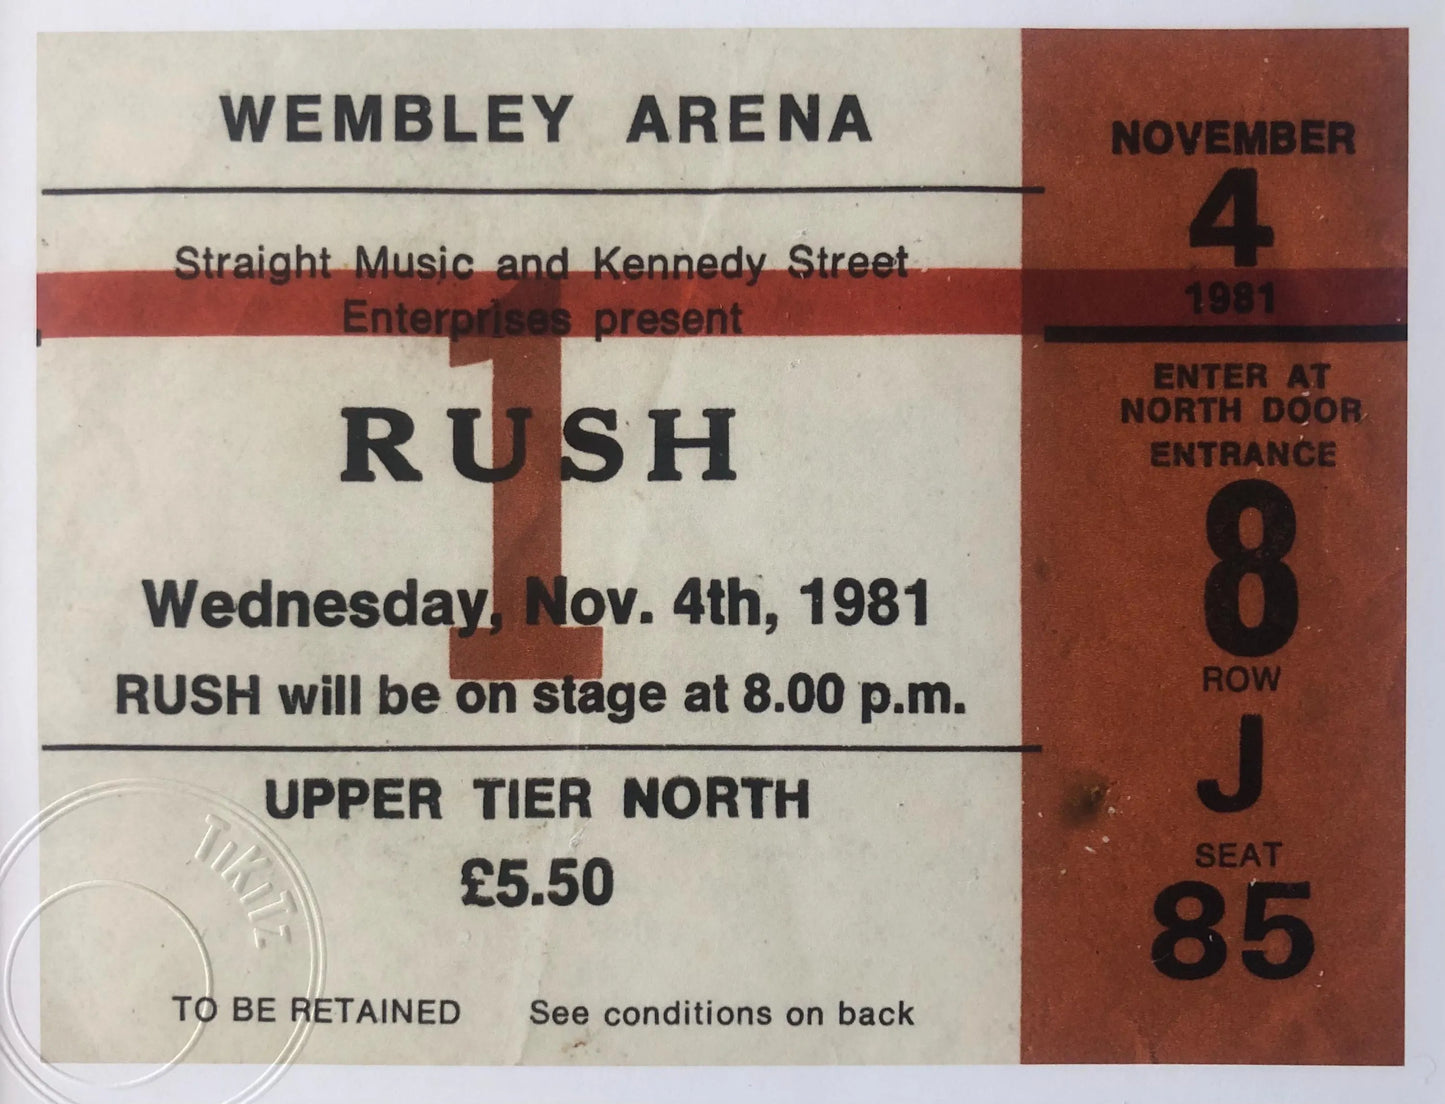 WEMBLEY ARENA
Straight Music and Kennedy Street
Enterprises present
1
RUSH
Wednesday, Nov. 4th, 1981
RUSH will be on stage at 8.00 p.m.
UPPER TIER NORTH
£5.50
TO BE RETAINED See conditions on back
NOVEMBER
4
1981
ENTER AT
NORTH DOOR
ENTRANCE
8
ROW
J
SEAT
85
TiKiTz